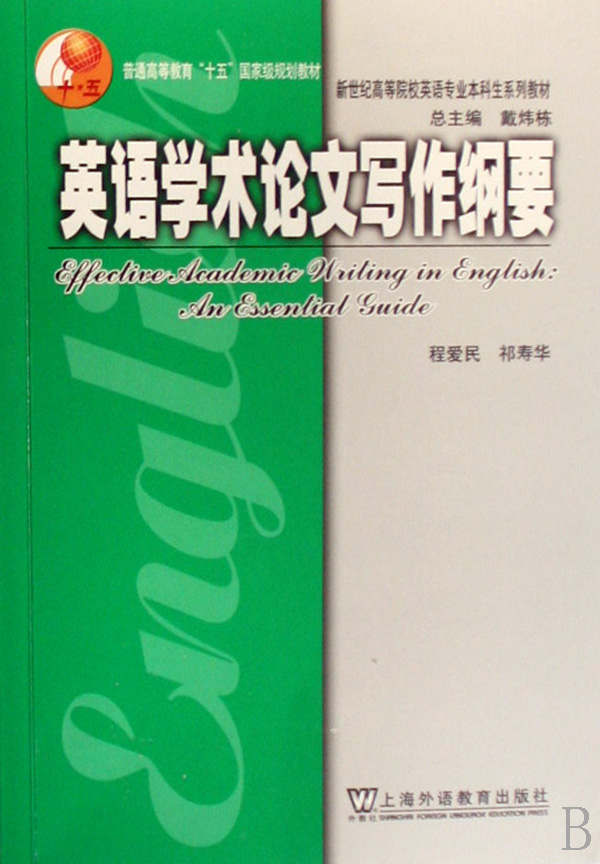 普通高等教育“十五”国家级规划教材
十·五
新世纪高等院校英语专业本科生系列教材
总主编 戴炜栋
英语学术论文写作纲要
Effective Academic Writing in English:
An Essential Guide
程爱民 祁寿华
English
W
外教社
上海外语教育出版社
SHANGHAI FOREIGN LANGUAGE EDUCATION PRESS
B